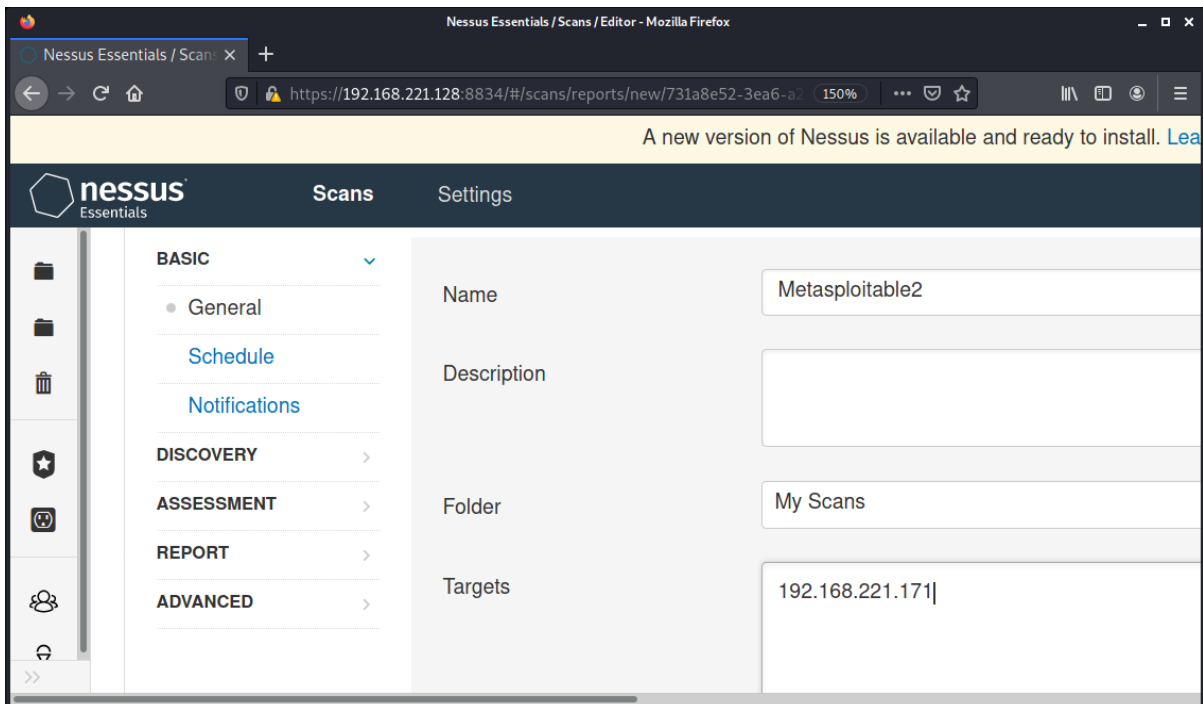 Nessus Essentials / Scans / Editor - Mozilla Firefox
Nessus Essentials / Scans
https://192.168.221.128:8834/#/scans/reports/new/731a8e52-3ea6-a2
150%
A new version of Nessus is available and ready to install. Lea
nessus
Essentials
Scans
Settings
BASIC
General
Schedule
Notifications
DISCOVERY
ASSESSMENT
REPORT
ADVANCED
Name
Metasploitable2
Description
Folder
My Scans
Targets
192.168.221.171